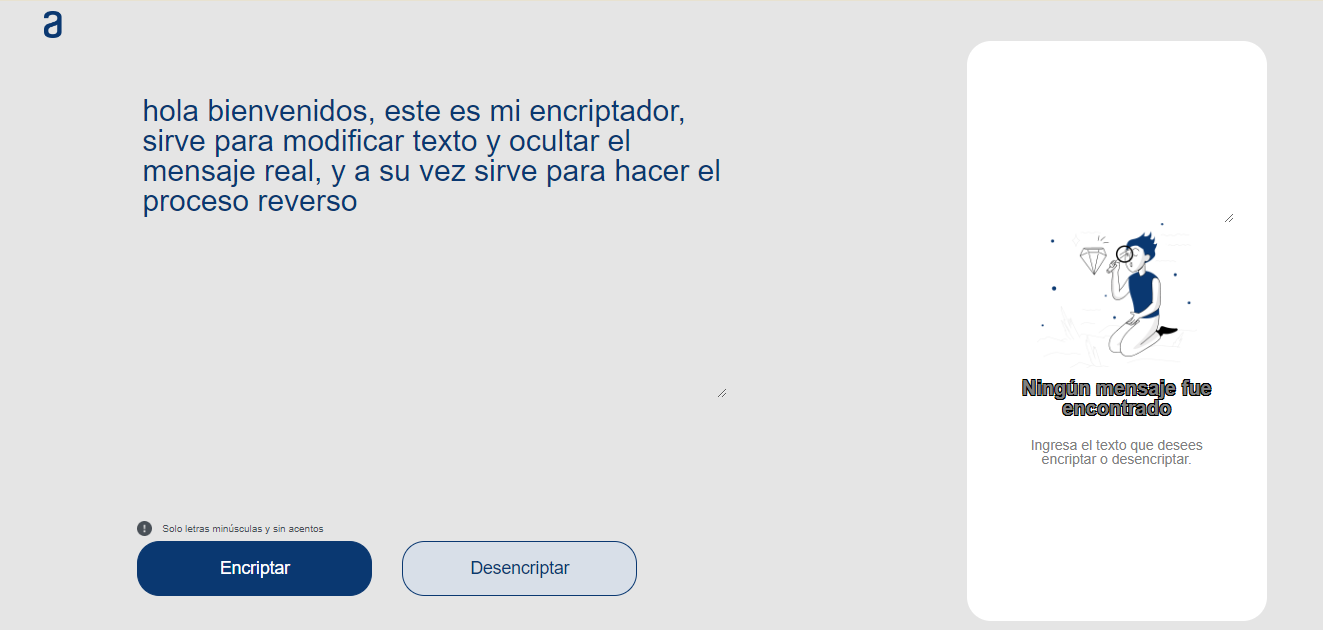 a
hola bienvenidos, este es mi encriptador,
sirve para modificar texto y ocultar el
mensaje real, y a su vez sirve para hacer el
proceso reverso
Ningún mensaje fue
encontrado
Ingresa el texto que desees
encriptar o desencriptar.
! Solo letras minúsculas y sin acentos
Encriptar
Desencriptar